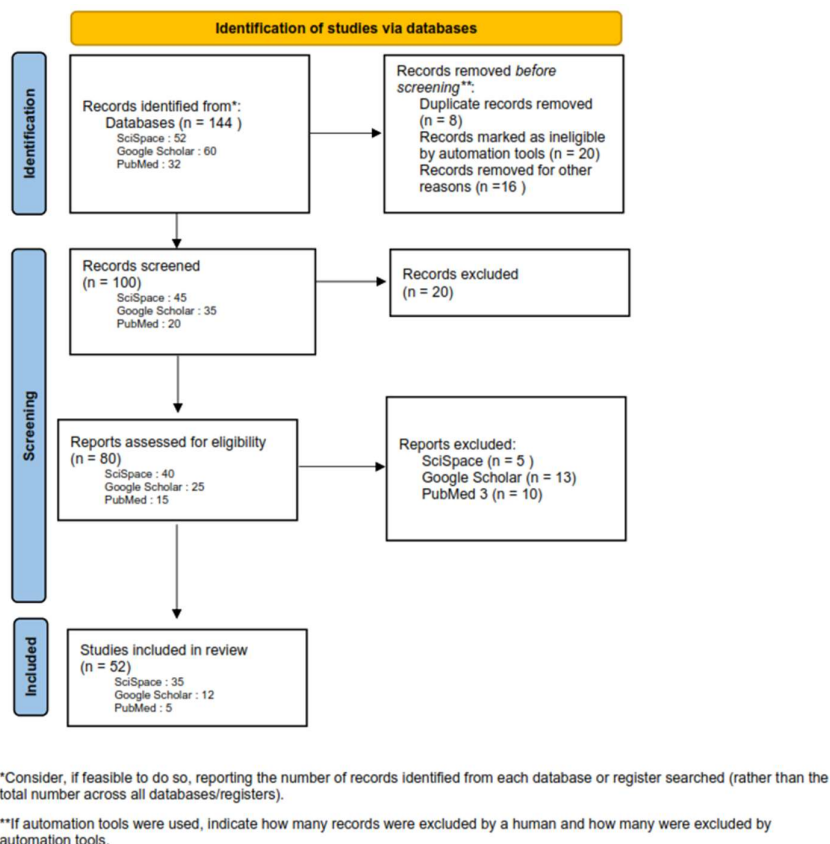 Identification of studies via databases
Identification
Records identified from*:
Databases (n = 144 )
SciSpace : 52
Google Scholar : 60
PubMed : 32
Records removed before
screening**:
Duplicate records removed
(n = 8)
Records marked as ineligible
by automation tools (n = 20)
Records removed for other
reasons (n =16 )
Screening
Records screened
(n = 100)
SciSpace : 45
Google Scholar : 35
PubMed : 20
Records excluded
(n = 20)
Reports assessed for eligibility
(n = 80)
SciSpace : 40
Google Scholar : 25
PubMed : 15
Reports excluded:
SciSpace (n = 5 )
Google Scholar (n = 13)
PubMed 3 (n = 10)
Included
Studies included in review
(n = 52)
SciSpace : 35
Google Scholar : 12
PubMed : 5
*Consider, if feasible to do so, reporting the number of records identified from each database or register searched (rather than the
total number across all databases/registers).
**If automation tools were used, indicate how many records were excluded by a human and how many were excluded by
automation tools.